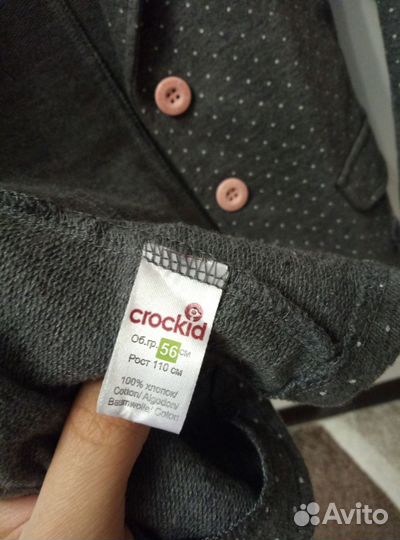 crockid
Об.гр. 56 см
Рост 110 см
100% хлопок/
Cotton/ Algodon/
Baumwolle/ Coton/
Avito